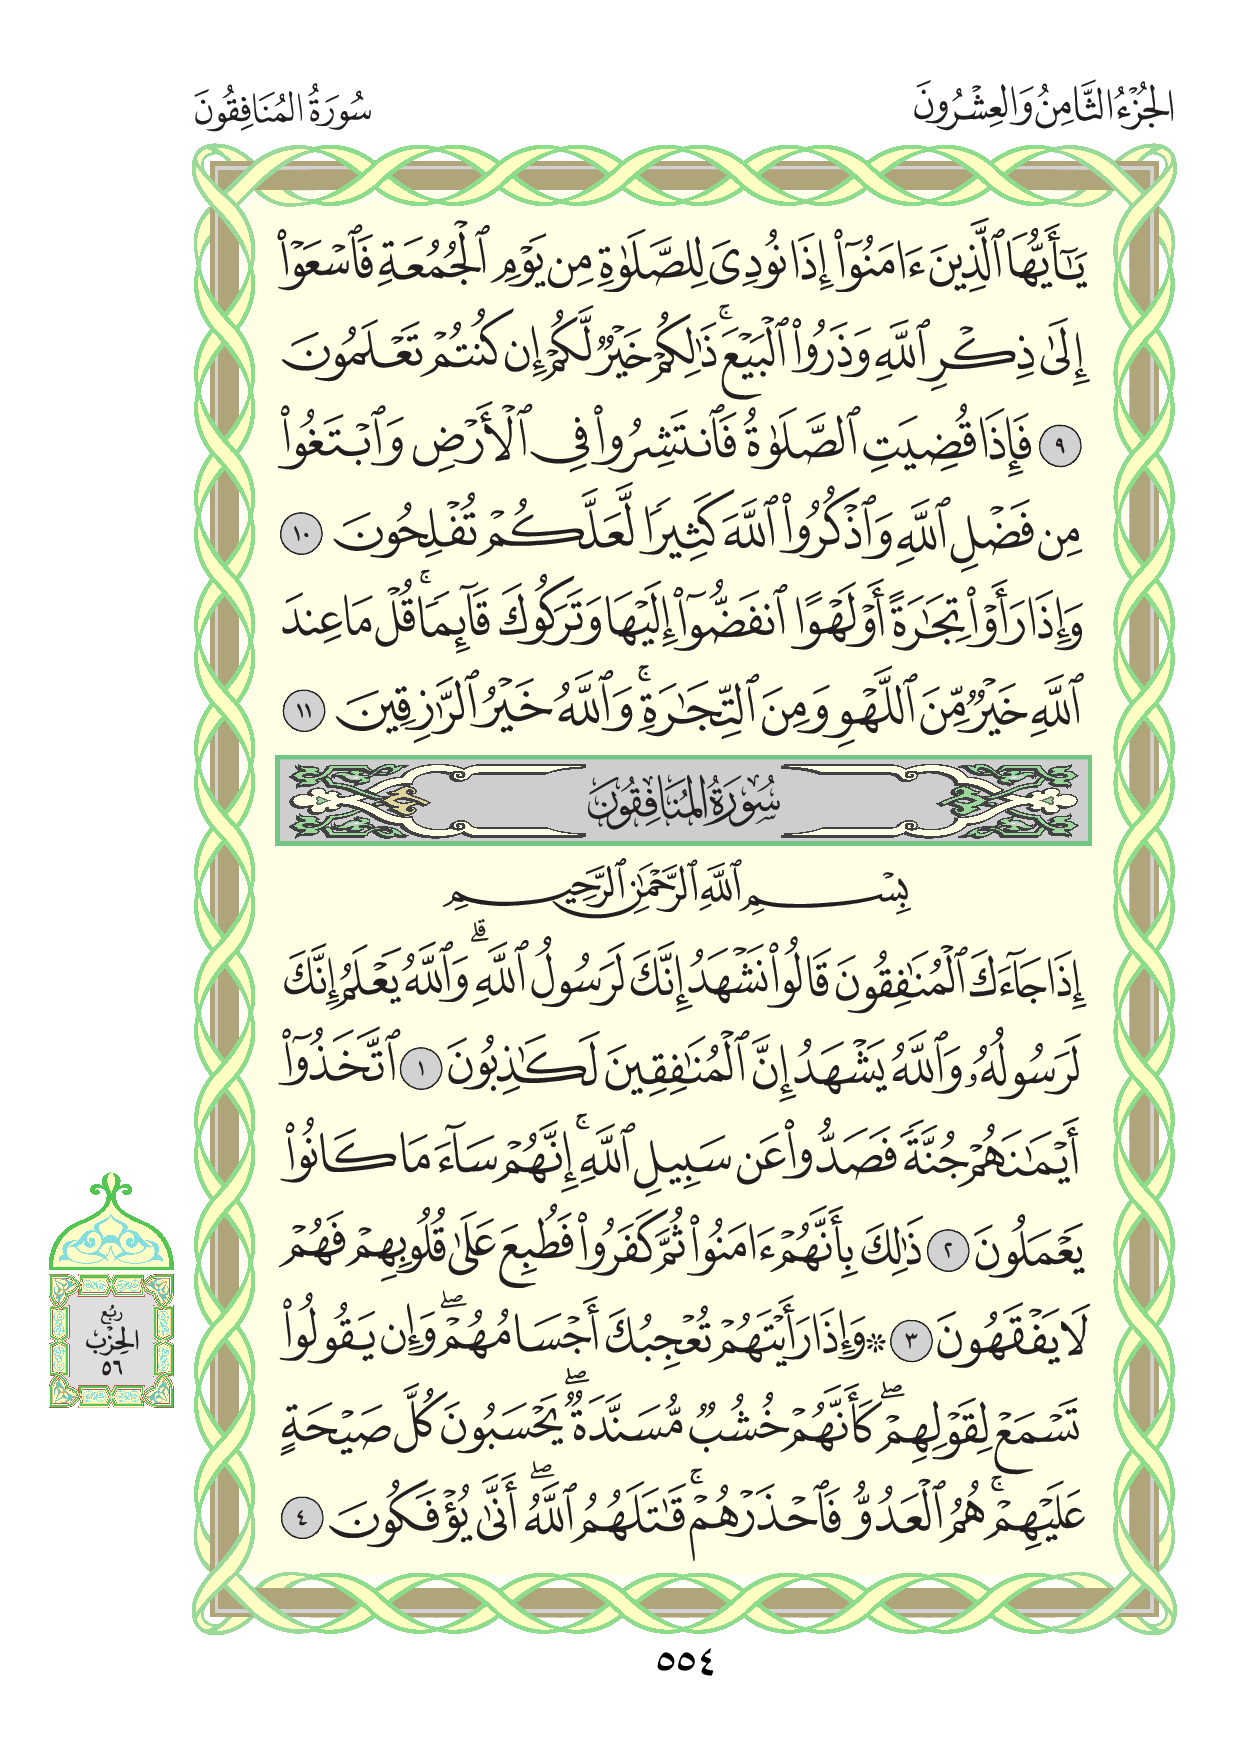 الجُزْءُ الثَّامِنُ وَالعِشْرُونَ
سُورَةُ المُنَافِقُونَ
يَٰٓأَيُّهَا ٱلَّذِينَ ءَامَنُوٓاْ إِذَا نُودِىَ لِلصَّلَوٰةِ مِن يَوْمِ ٱلْجُمُعَةِ فَٱسْعَوْاْ
إِلَىٰ ذِكْرِ ٱللَّهِ وَذَرُواْ ٱلْبَيْعَ ۚ ذَٰلِكُمْ خَيْرٌ لَّكُمْ إِن كُنتُمْ تَعْلَمُونَ
٩ فَإِذَا قُضِيَتِ ٱلصَّلَوٰةُ فَٱنتَشِرُواْ فِى ٱلْأَرْضِ وَٱبْتَغُواْ
مِن فَضْلِ ٱللَّهِ وَٱذْكُرُواْ ٱللَّهَ كَثِيرًا لَّعَلَّكُمْ تُفْلِحُونَ ١٠
وَإِذَا رَأَوْاْ تِجَٰرَةً أَوْ لَهْوًا ٱنفَضُّوٓاْ إِلَيْهَا وَتَرَكُوكَ قَآئِمًا ۚ قُلْ مَا عِندَ
ٱللَّهِ خَيْرٌ مِّنَ ٱللَّهْوِ وَمِنَ ٱلتِّجَٰرَةِ ۚ وَٱللَّهُ خَيْرُ ٱلرَّٰزِقِينَ ١١
سُورَةُ المُنَافِقُونَ
بِسْمِ ٱللَّهِ ٱلرَّحْمَٰنِ ٱلرَّحِيمِ
إِذَا جَآءَكَ ٱلْمُنَٰفِقُونَ قَالُواْ نَشْهَدُ إِنَّكَ لَرَسُولُ ٱللَّهِ ۗ وَٱللَّهُ يَعْلَمُ إِنَّكَ
لَرَسُولُهُۥ وَٱللَّهُ يَشْهَدُ إِنَّ ٱلْمُنَٰفِقِينَ لَكَٰذِبُونَ ١ ٱتَّخَذُوٓاْ
أَيْمَٰنَهُمْ جُنَّةً فَصَدُّواْ عَن سَبِيلِ ٱللَّهِ ۚ إِنَّهُمْ سَآءَ مَا كَانُواْ
يَعْمَلُونَ ٢ ذَٰلِكَ بِأَنَّهُمْ ءَامَنُواْ ثُمَّ كَفَرُواْ فَطُبِعَ عَلَىٰ قُلُوبِهِمْ فَهُمْ
لَا يَفْقَهُونَ ٣ ۞ وَإِذَا رَأَيْتَهُمْ تُعْجِبُكَ أَجْسَامُهُمْ ۖ وَإِن يَقُولُواْ
تَسْمَعْ لِقَوْلِهِمْ ۖ كَأَنَّهُمْ خُشُبٌ مُّسَنَّدَةٌ ۖ يَحْسَبُونَ كُلَّ صَيْحَةٍ
عَلَيْهِمْ ۚ هُمُ ٱلْعَدُوُّ فَٱحْذَرْهُمْ ۚ قَٰتَلَهُمُ ٱللَّهُ ۖ أَنَّىٰ يُؤْفَكُونَ ٤
رُبع
الحِزْب
٥٦
٥٥٤